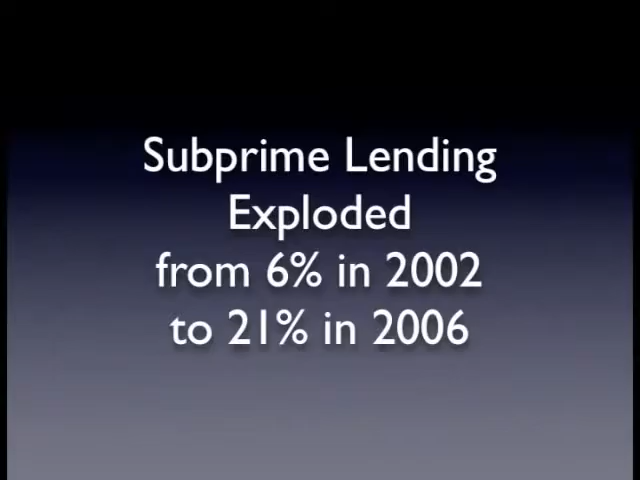 Subprime Lending
Exploded
from 6% in 2002
to 21% in 2006